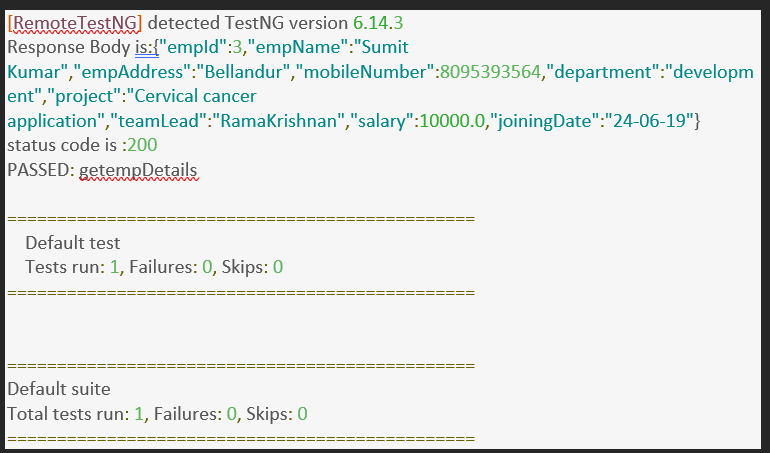 [RemoteTestNG] detected TestNG version 6.14.3
Response Body is:{"empId":3,"empName":"Sumit
Kumar","empAddress":"Bellandur","mobileNumber":8095393564,"department":"developm
ent","project":"Cervical cancer
application","teamLead":"RamaKrishnan","salary":10000.0,"joiningDate":"24-06-19"}
status code is :200
PASSED: getempDetails
===============================================
Default test
Tests run: 1, Failures: 0, Skips: 0
===============================================
===============================================
Default suite
Total tests run: 1, Failures: 0, Skips: 0
===============================================